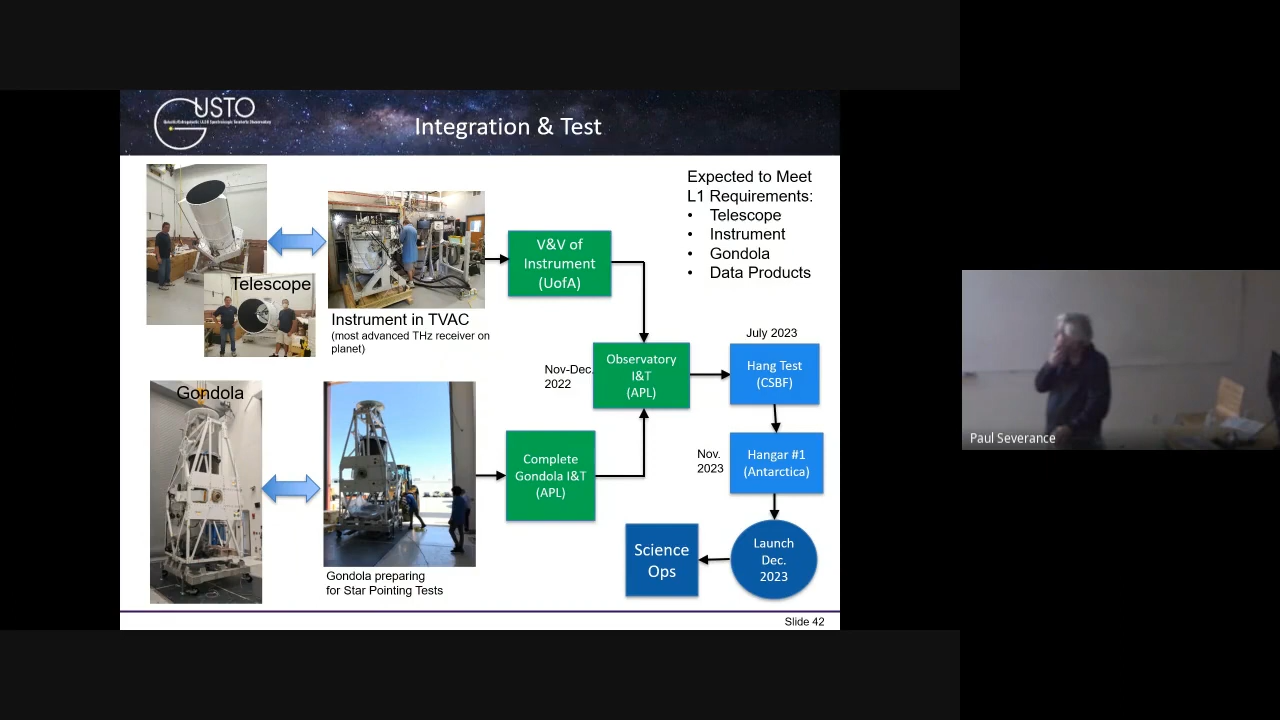 GUSTO
Integration & Test
Telescope
Instrument in TVAC
(most advanced THz receiver on
planet)
V&V of
Instrument
(UofA)
Expected to Meet
L1 Requirements:
• Telescope
• Instrument
• Gondola
• Data Products
Gondola
Gondola preparing
for Star Pointing Tests
Complete
Gondola I&T
(APL)
Nov-Dec.
2022
Observatory
I&T
(APL)
July 2023
Hang Test
(CSBF)
Nov.
2023
Hangar #1
(Antarctica)
Launch
Dec.
2023
Science
Ops
Slide 42
Paul Severance